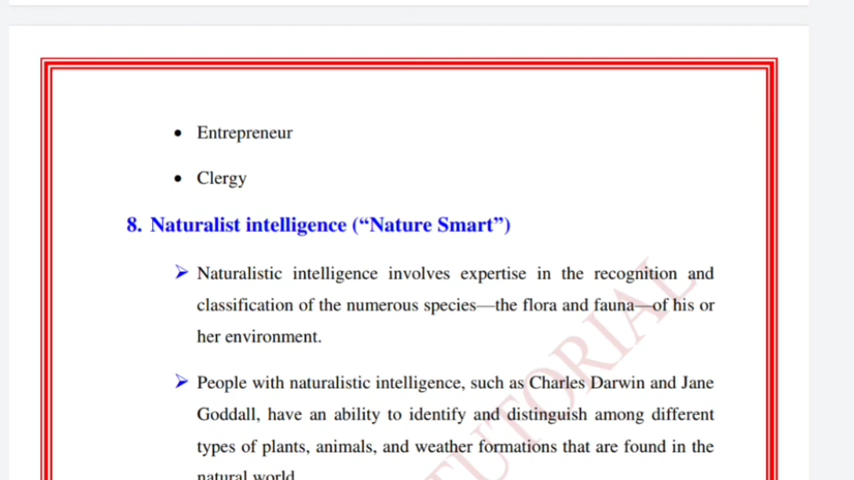 • Entrepreneur
• Clergy
8. Naturalist intelligence (“Nature Smart”)
➢ Naturalistic intelligence involves expertise in the recognition and
classification of the numerous species—the flora and fauna—of his or
her environment.
➢ People with naturalistic intelligence, such as Charles Darwin and Jane
Goddall, have an ability to identify and distinguish among different
types of plants, animals, and weather formations that are found in the
natural world.
TUTORIAL